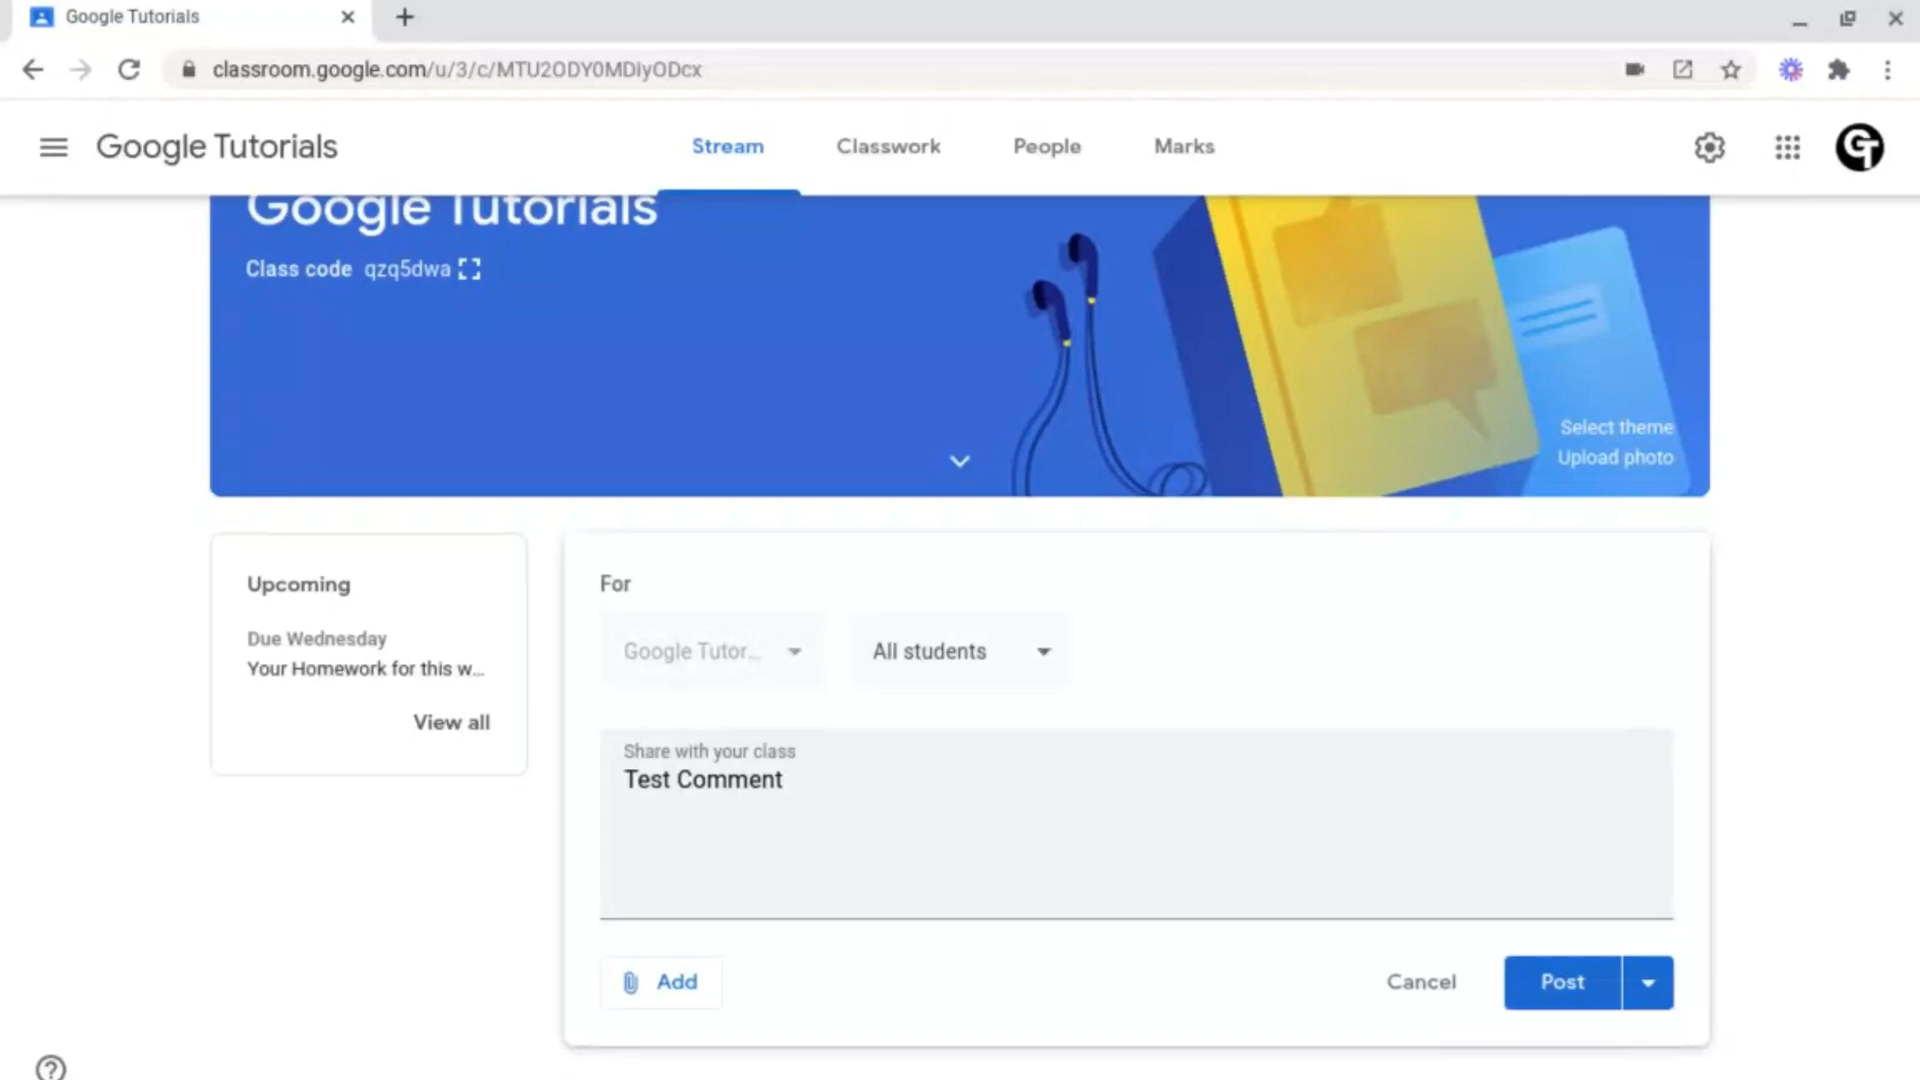 Google Tutorials
classroom.google.com/u/3/c/MTU2ODY0MDIyODcx
Google Tutorials
Stream
Classwork
People
Marks
Google Tutorials
Class code qzq5dwa
Select theme
Upload photo
Upcoming
Due Wednesday
Your Homework for this w...
View all
For
Google Tutor...
All students
Share with your class
Test Comment
Add
Cancel
Post